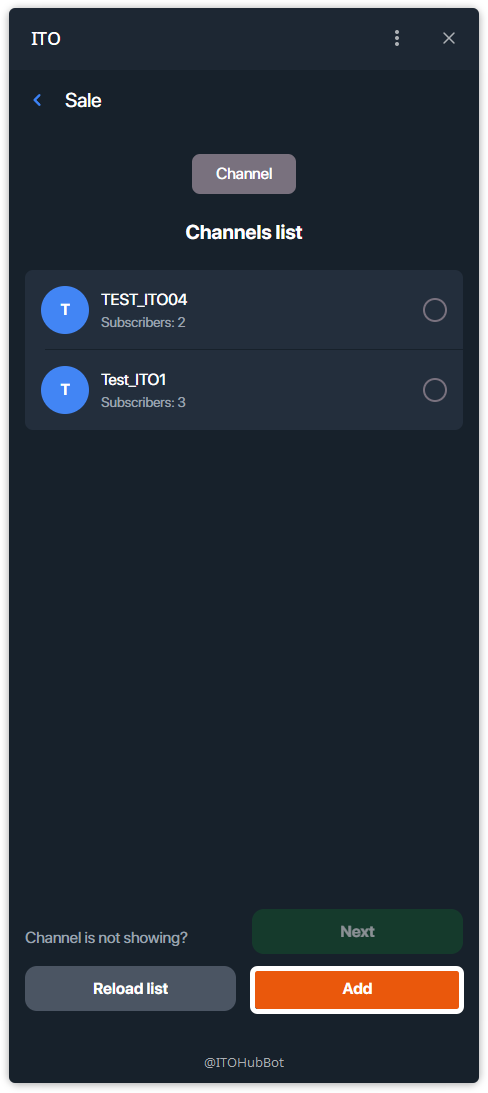 ITO
Sale
Channel
Channels list
T
TEST_ITO04
Subscribers: 2
T
Test_ITO1
Subscribers: 3
Channel is not showing?
Next
Reload list
Add
@ITOHubBot